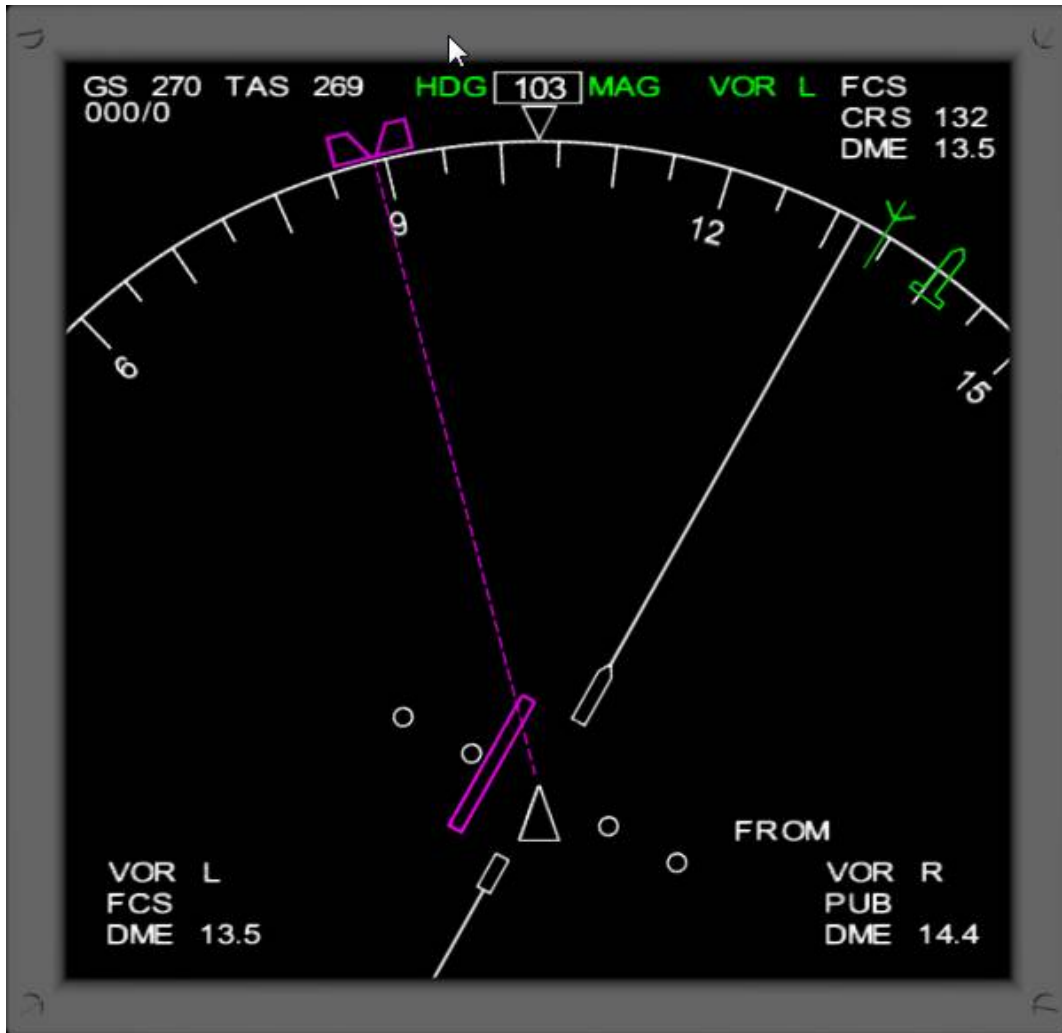 GS 270 TAS 269 HDG 103 MAG VOR L FCS
000/0
CRS 132
DME 13.5
9
12
6
15
FROM
VOR L
FCS
DME 13.5
VOR R
PUB
DME 14.4